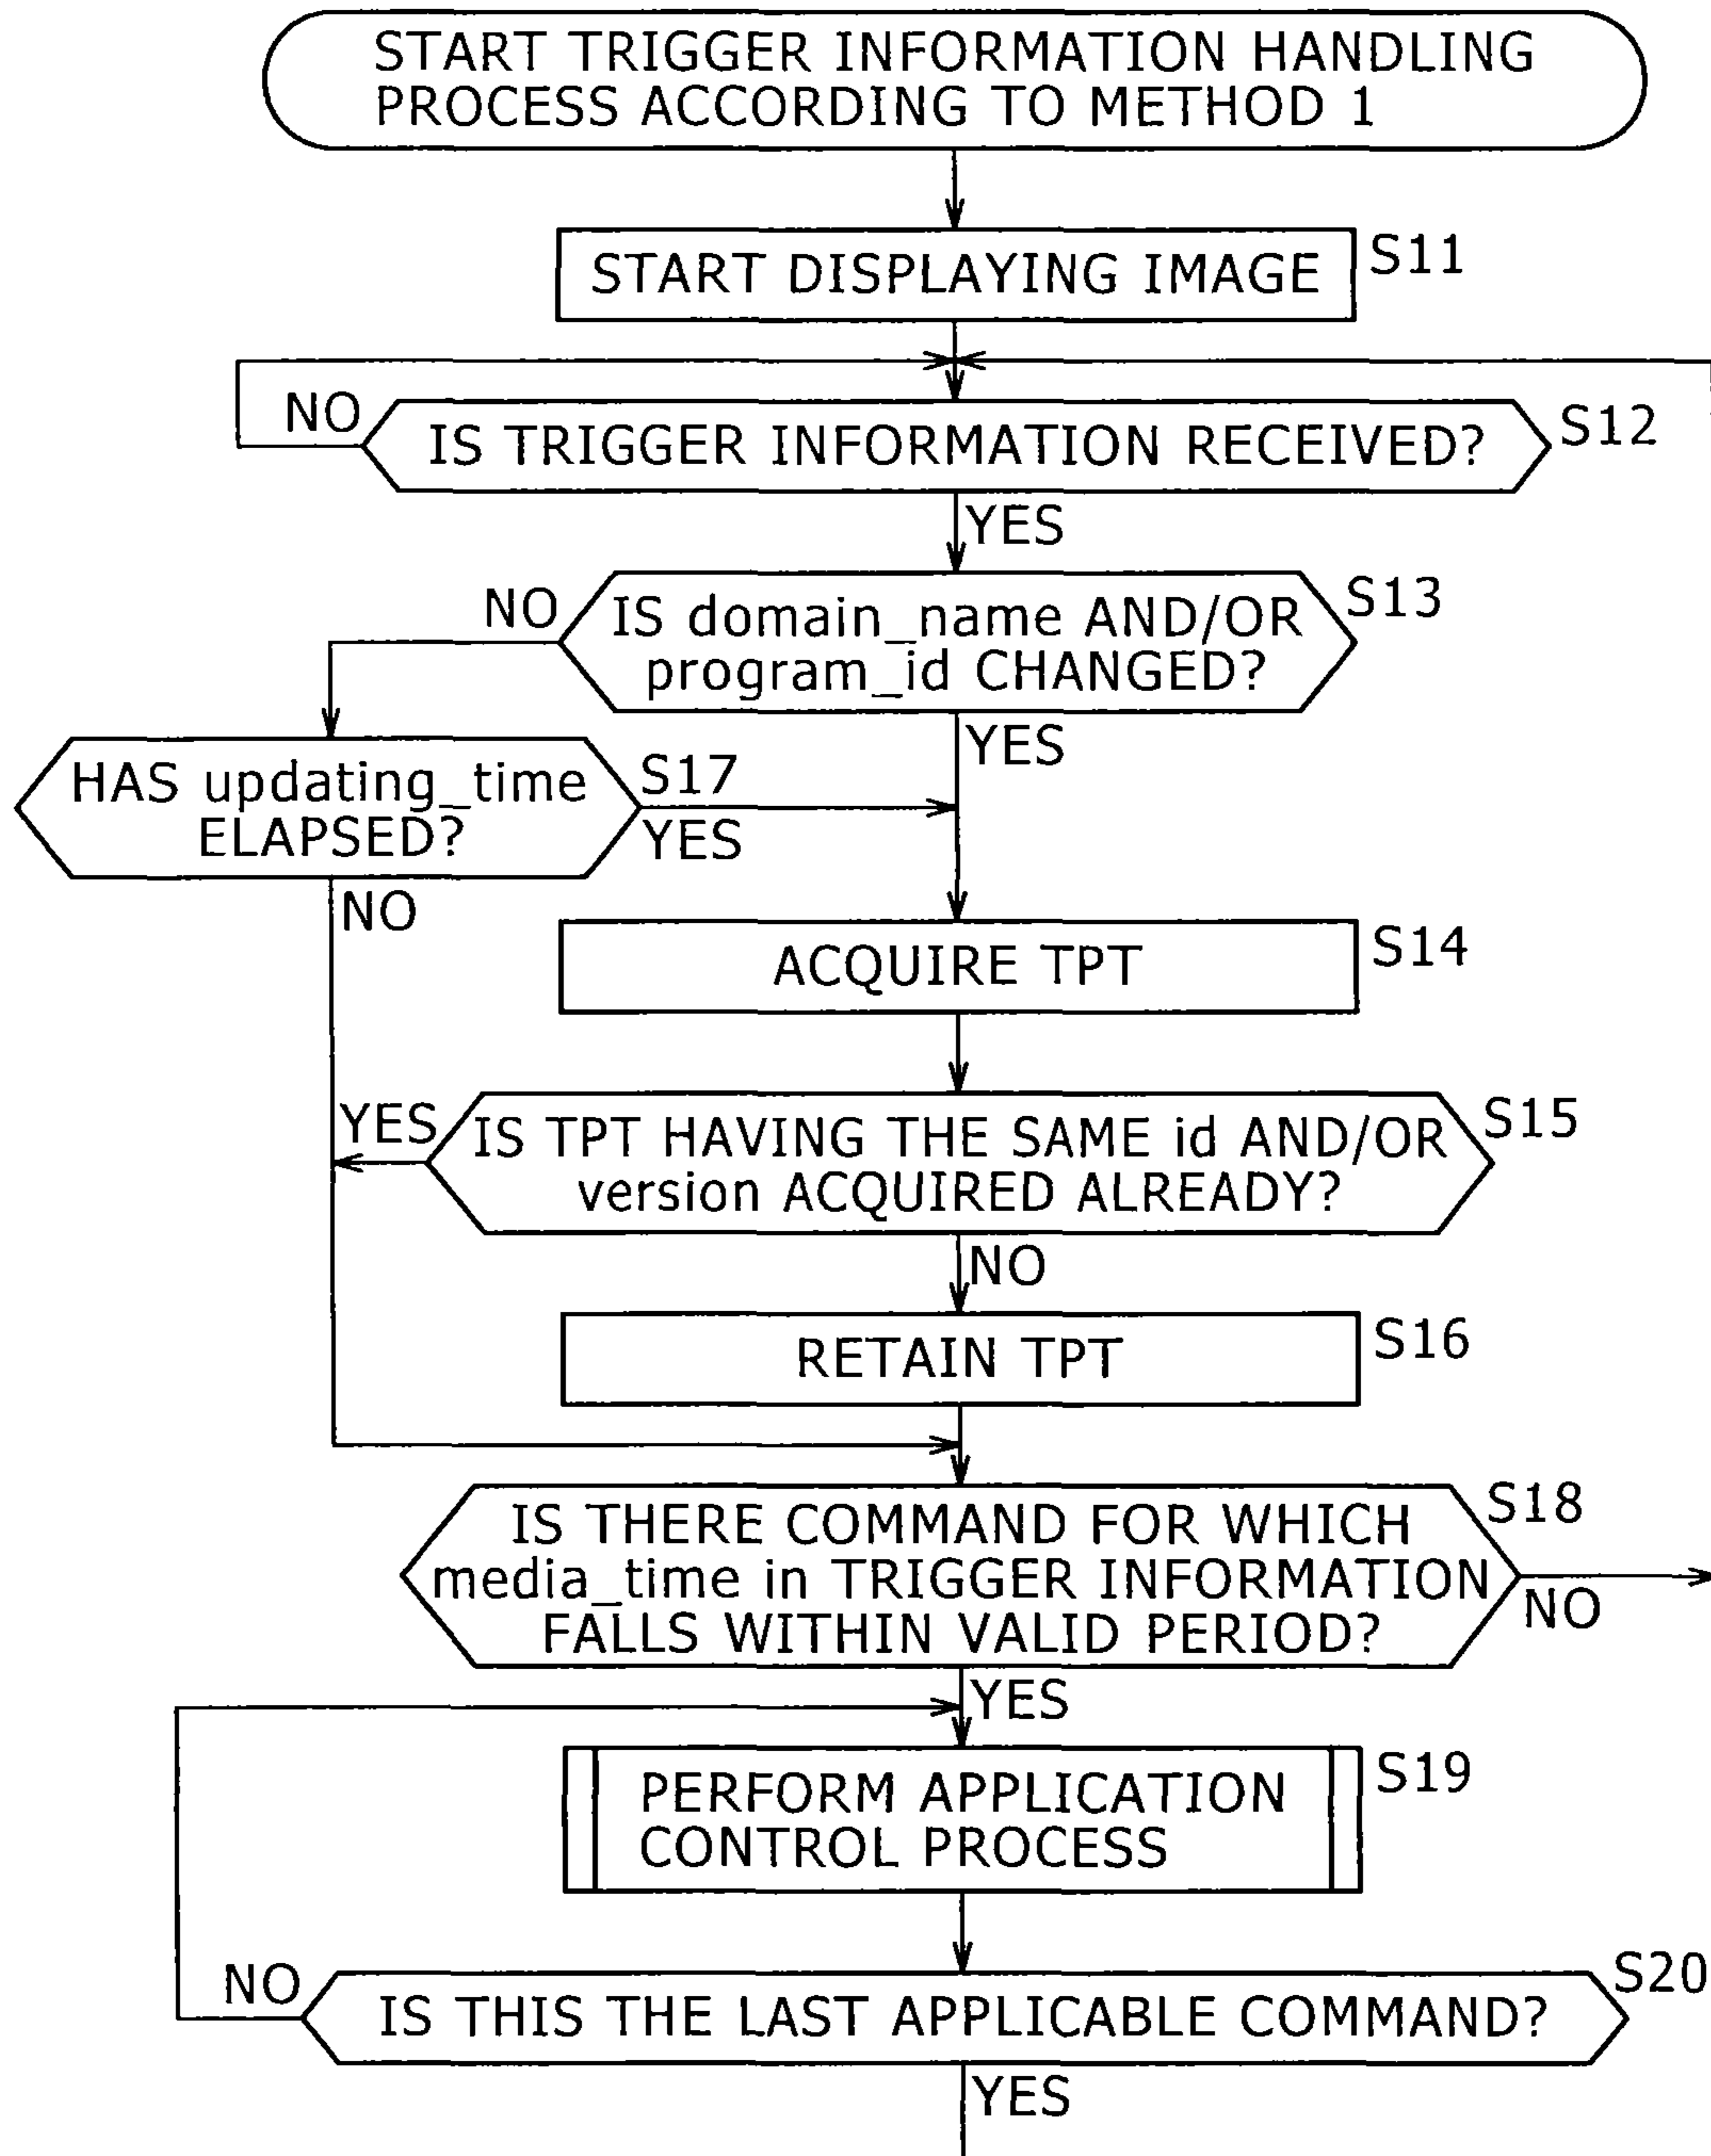 START TRIGGER INFORMATION HANDLING
PROCESS ACCORDING TO METHOD 1
START DISPLAYING IMAGE
S11
NO
IS TRIGGER INFORMATION RECEIVED?
S12
YES
NO
IS domain_name AND/OR
program_id CHANGED?
S13
YES
HAS updating_time
ELAPSED?
S17
YES
NO
ACQUIRE TPT
S14
YES
IS TPT HAVING THE SAME id AND/OR
version ACQUIRED ALREADY?
S15
NO
RETAIN TPT
S16
IS THERE COMMAND FOR WHICH
media_time in TRIGGER INFORMATION
FALLS WITHIN VALID PERIOD?
S18
NO
YES
PERFORM APPLICATION
CONTROL PROCESS
S19
NO
IS THIS THE LAST APPLICABLE COMMAND?
S20
YES